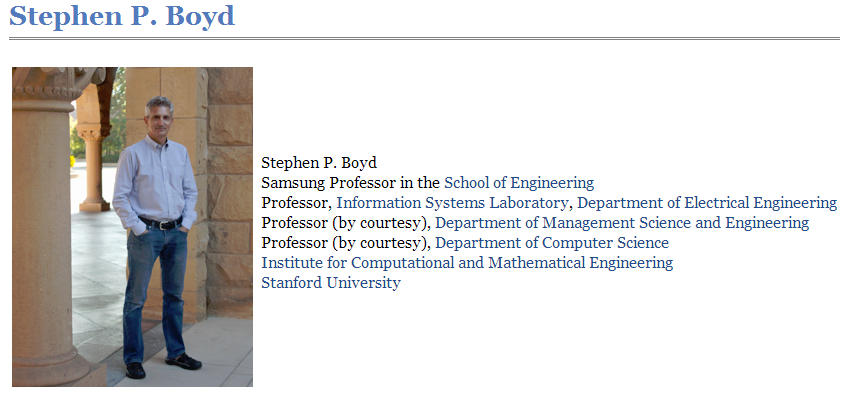 Stephen P. Boyd
Stephen P. Boyd
Samsung Professor in the School of Engineering
Professor, Information Systems Laboratory, Department of Electrical Engineering
Professor (by courtesy), Department of Management Science and Engineering
Professor (by courtesy), Department of Computer Science
Institute for Computational and Mathematical Engineering
Stanford University